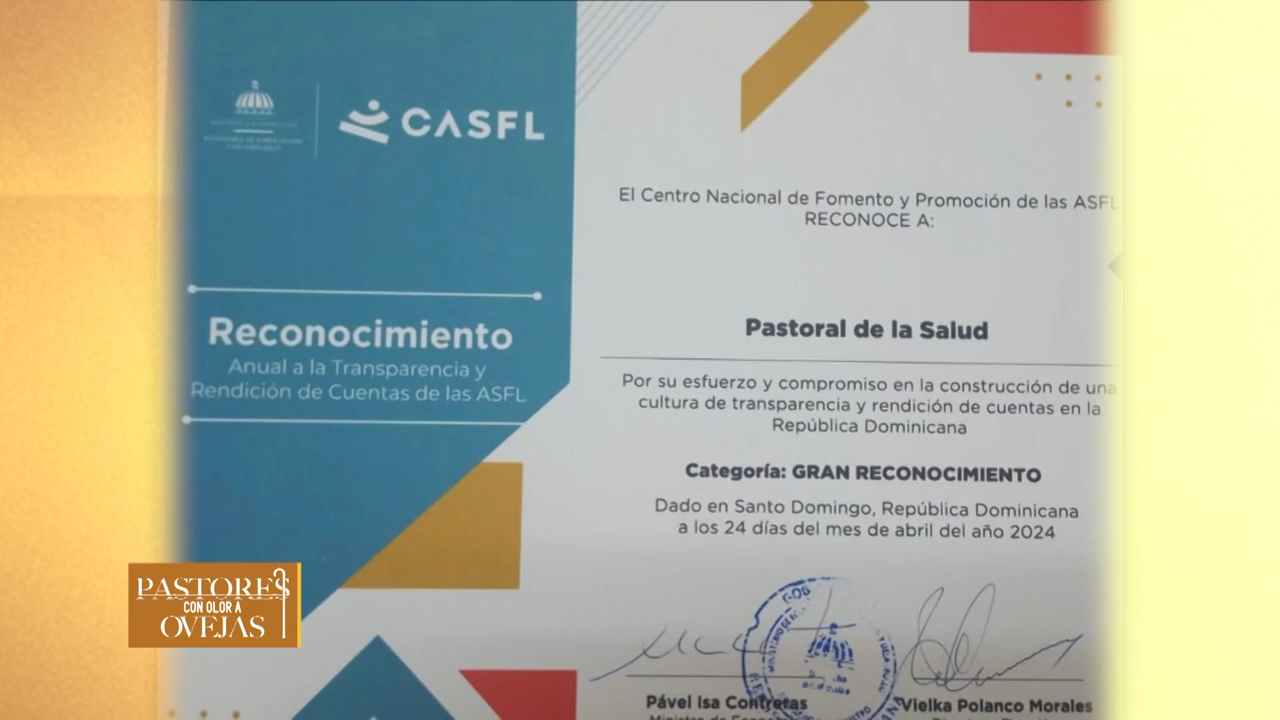 CASFL
Reconocimiento
Anual a la Transparencia y
Rendición de Cuentas de las ASFL
El Centro Nacional de Fomento y Promoción de las ASFL
RECONOCE A:
Pastoral de la Salud
Por su esfuerzo y compromiso en la construcción de una
cultura de transparencia y rendición de cuentas en la
República Dominicana
Categoría: GRAN RECONOCIMIENTO
Dado en Santo Domingo, República Dominicana
a los 24 días del mes de abril del año 2024
Pável Isa Contreras
Vielka Polanco Morales
PASTORES
CON OLOR A
OVEJAS